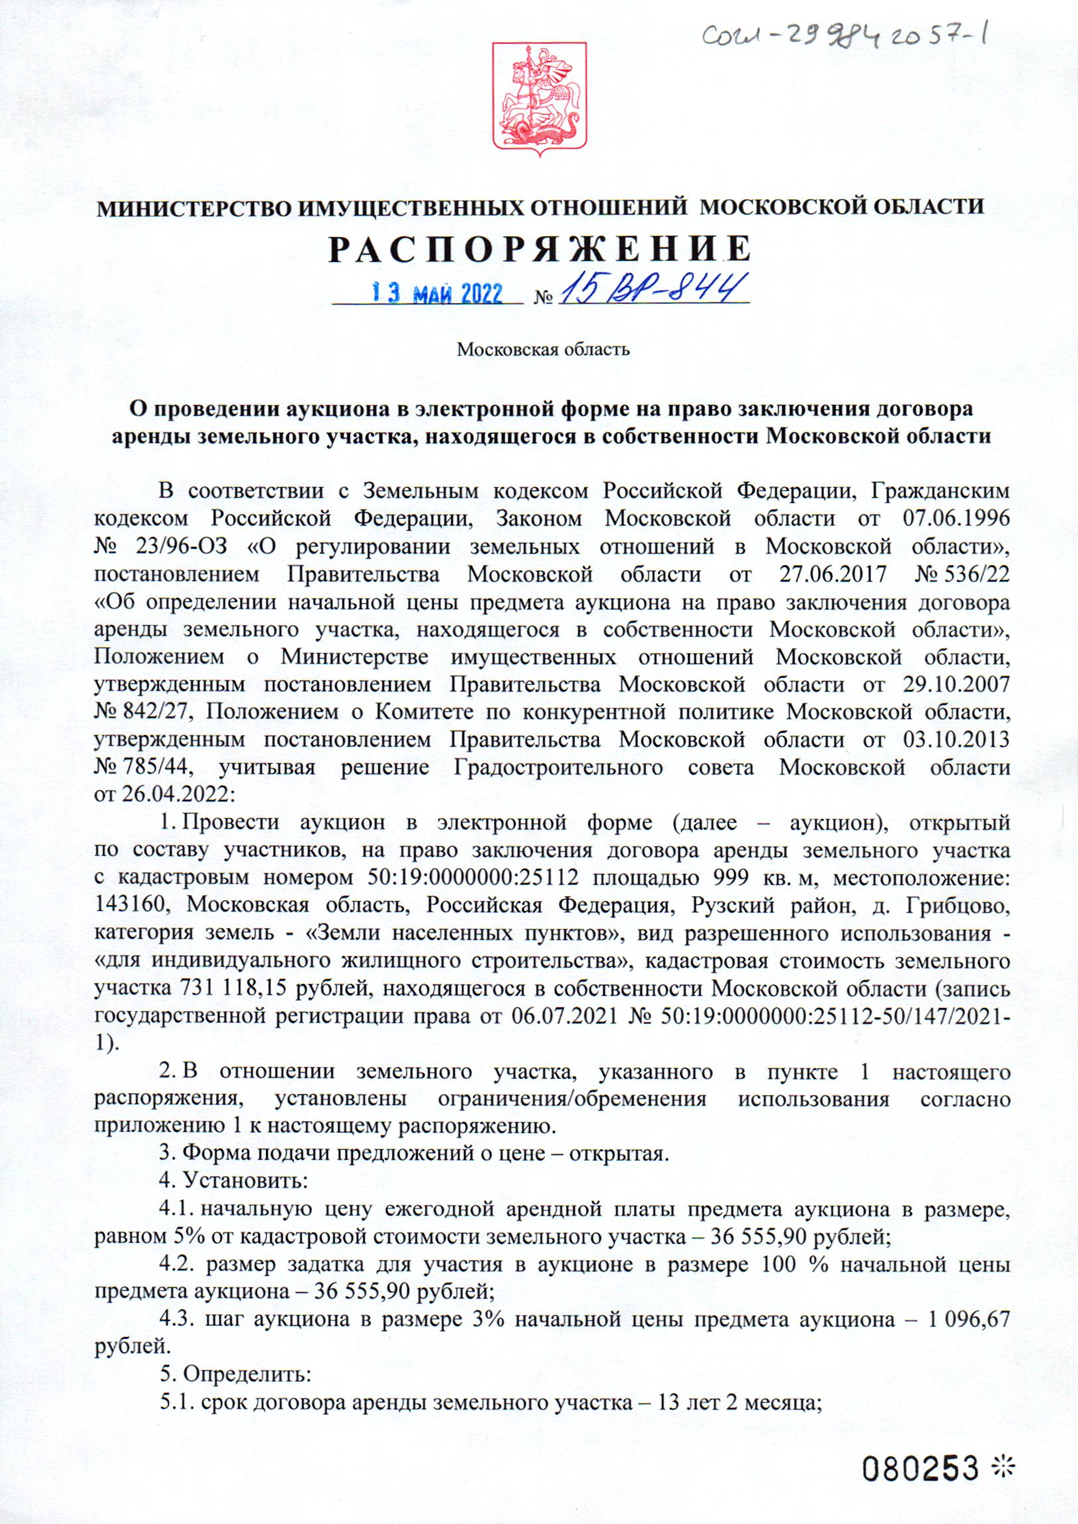 Согл-299842057-1
МИНИСТЕРСТВО ИМУЩЕСТВЕННЫХ ОТНОШЕНИЙ МОСКОВСКОЙ ОБЛАСТИ
РАСПОРЯЖЕНИЕ
13 МАЙ 2022 № 15ВР-844
Московская область
О проведении аукциона в электронной форме на право заключения договора
аренды земельного участка, находящегося в собственности Московской области
В соответствии с Земельным кодексом Российской Федерации, Гражданским
кодексом Российской Федерации, Законом Московской области от 07.06.1996
№ 23/96-ОЗ «О регулировании земельных отношений в Московской области»,
постановлением Правительства Московской области от 27.06.2017 № 536/22
«Об определении начальной цены предмета аукциона на право заключения договора
аренды земельного участка, находящегося в собственности Московской области»,
Положением о Министерстве имущественных отношений Московской области,
утвержденным постановлением Правительства Московской области от 29.10.2007
№ 842/27, Положением о Комитете по конкурентной политике Московской области,
утвержденным постановлением Правительства Московской области от 03.10.2013
№ 785/44, учитывая решение Градостроительного совета Московской области
от 26.04.2022:
1. Провести аукцион в электронной форме (далее – аукцион), открытый
по составу участников, на право заключения договора аренды земельного участка
с кадастровым номером 50:19:0000000:25112 площадью 999 кв. м, местоположение:
143160, Московская область, Российская Федерация, Рузский район, д. Грибцово,
категория земель - «Земли населенных пунктов», вид разрешенного использования -
«для индивидуального жилищного строительства», кадастровая стоимость земельного
участка 731 118,15 рублей, находящегося в собственности Московской области (запись
государственной регистрации права от 06.07.2021 № 50:19:0000000:25112-50/147/2021-
1).
2. В отношении земельного участка, указанного в пункте 1 настоящего
распоряжения, установлены ограничения/обременения использования согласно
приложению 1 к настоящему распоряжению.
3. Форма подачи предложений о цене – открытая.
4. Установить:
4.1. начальную цену ежегодной арендной платы предмета аукциона в размере,
равном 5% от кадастровой стоимости земельного участка – 36 555,90 рублей;
4.2. размер задатка для участия в аукционе в размере 100 % начальной цены
предмета аукциона – 36 555,90 рублей;
4.3. шаг аукциона в размере 3% начальной цены предмета аукциона – 1 096,67
рублей.
5. Определить:
5.1. срок договора аренды земельного участка – 13 лет 2 месяца;
080253